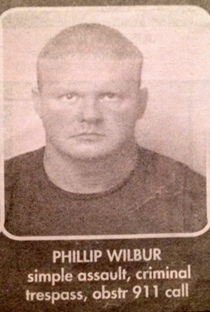 PHILLIP WILBUR
simple assault, criminal
trespass, obstr 911 call